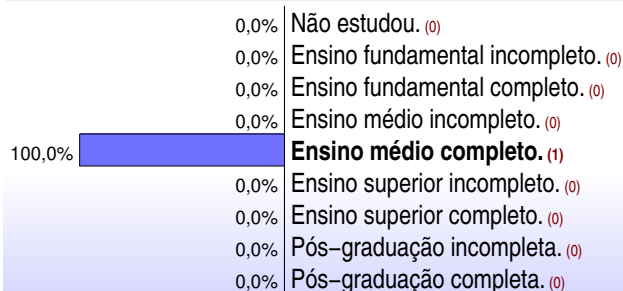 0,0% Não estudou. (0)
0,0% Ensino fundamental incompleto. (0)
0,0% Ensino fundamental completo. (0)
0,0% Ensino médio incompleto. (0)
100,0% Ensino médio completo. (1)
0,0% Ensino superior incompleto. (0)
0,0% Ensino superior completo. (0)
0,0% Pós−graduação incompleta. (0)
0,0% Pós−graduação completa. (0)